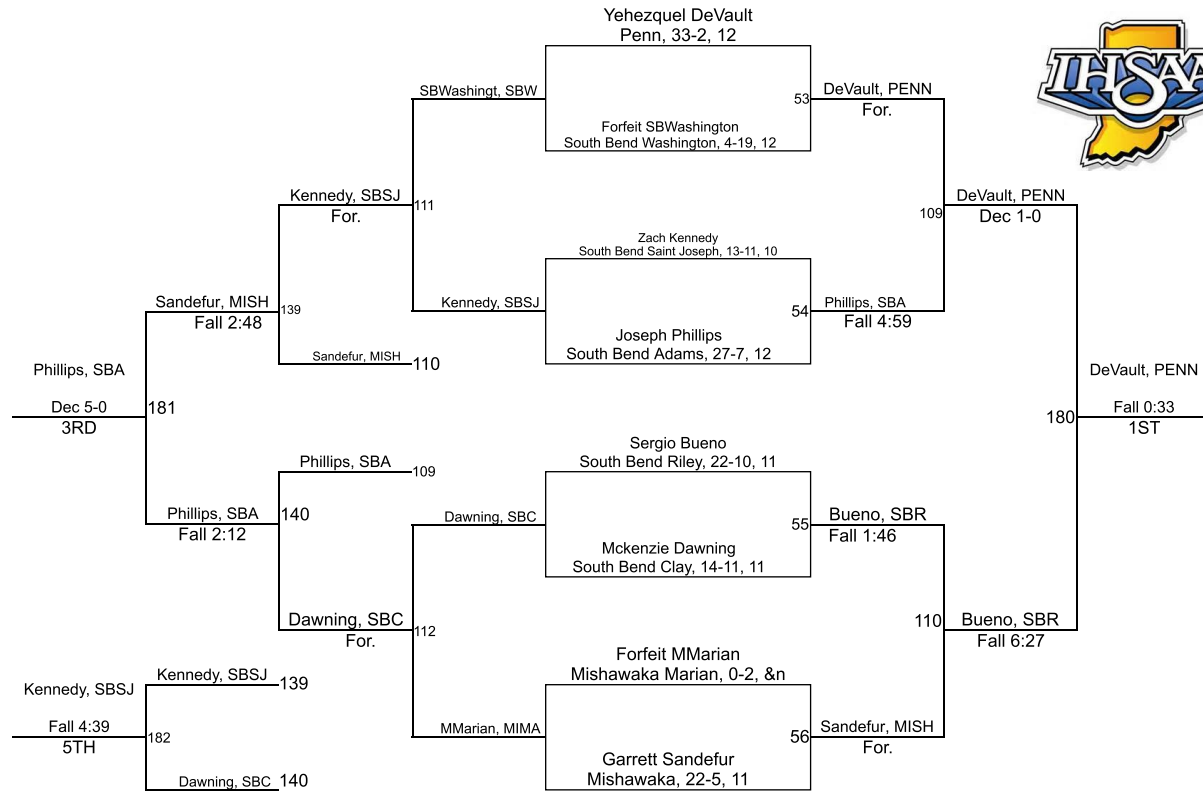 Yehezquel DeVault
Penn, 33-2, 12
IHSAA
SBWashingt, SBW
53
DeVault, PENN
For.
Forfeit SBWashington
South Bend Washington, 4-19, 12
Kennedy, SBSJ
For.
111
109
DeVault, PENN
Dec 1-0
Zach Kennedy
South Bend Saint Joseph, 13-11, 10
Sandefur, MISH
Fall 2:48
139
Kennedy, SBSJ
54
Phillips, SBA
Fall 4:59
Joseph Phillips
South Bend Adams, 27-7, 12
Sandefur, MISH
110
Phillips, SBA
Dec 5-0
3RD
181
180
DeVault, PENN
Fall 0:33
1ST
Sergio Bueno
South Bend Riley, 22-10, 11
Phillips, SBA
109
Phillips, SBA
Fall 2:12
140
Dawning, SBC
55
Bueno, SBR
Fall 1:46
Mckenzie Dawning
South Bend Clay, 14-11, 11
Dawning, SBC
For.
112
110
Bueno, SBR
Fall 6:27
Forfeit MMarian
Mishawaka Marian, 0-2, &n
Kennedy, SBSJ
Fall 4:39
5TH
Kennedy, SBSJ
139
182
MMarian, MIMA
56
Sandefur, MISH
For.
Garrett Sandefur
Mishawaka, 22-5, 11
Dawning, SBC
140